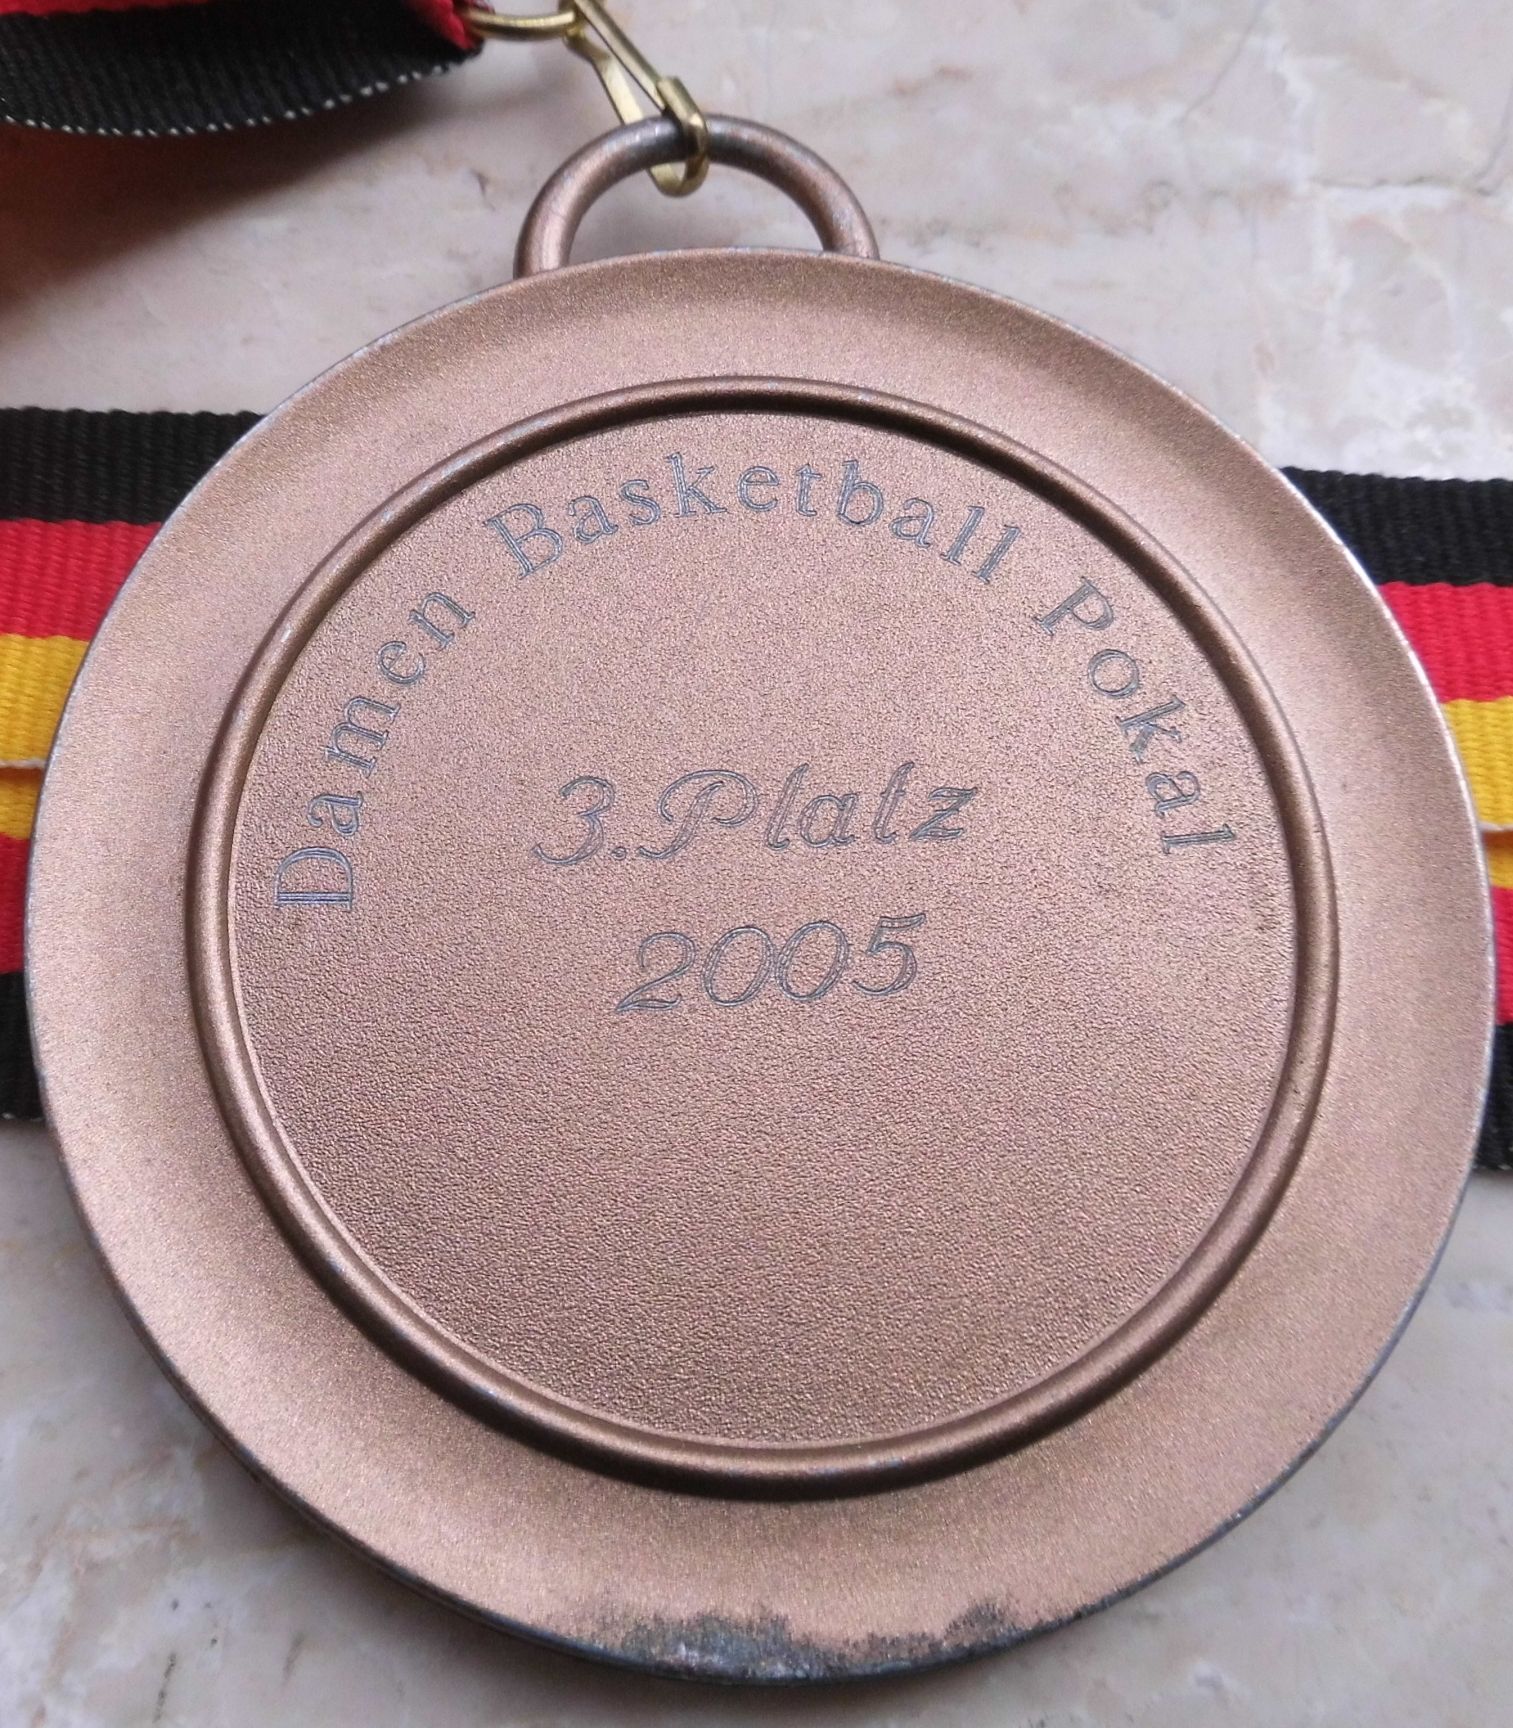 Damen Basketball Pokal
3. Platz
2005